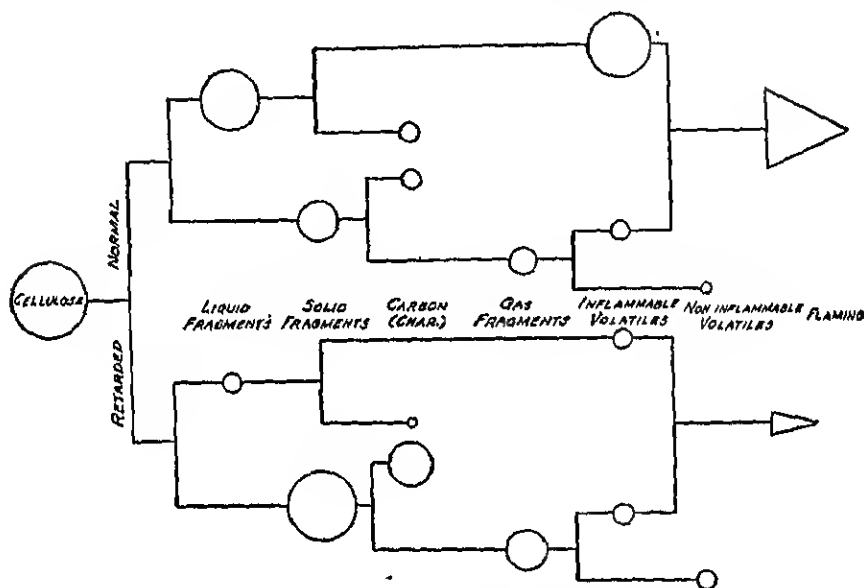 NORMAL
CELLULOSE
LIQUID FRAGMENTS
SOLID FRAGMENTS
CARBON (CHAR.)
GAS FRAGMENTS
INFLAMMABLE VOLATILES
NON INFLAMMABLE VOLATILES
FLAMING
RETARDED